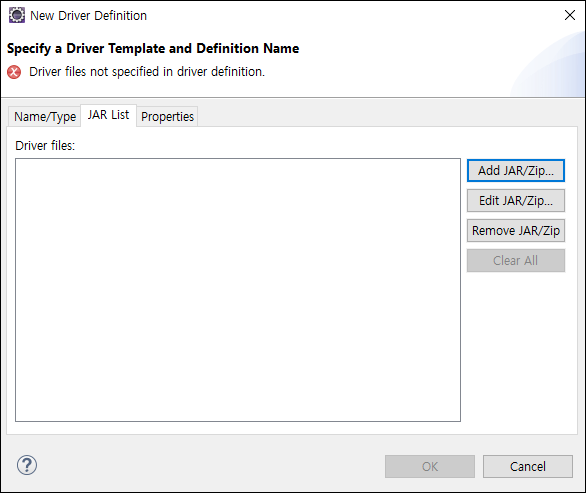 New Driver Definition
Specify a Driver Template and Definition Name
Driver files not specified in driver definition.
Name/Type JAR List Properties
Driver files:
Add JAR/Zip...
Edit JAR/Zip...
Remove JAR/Zip
Clear All
?
OK Cancel